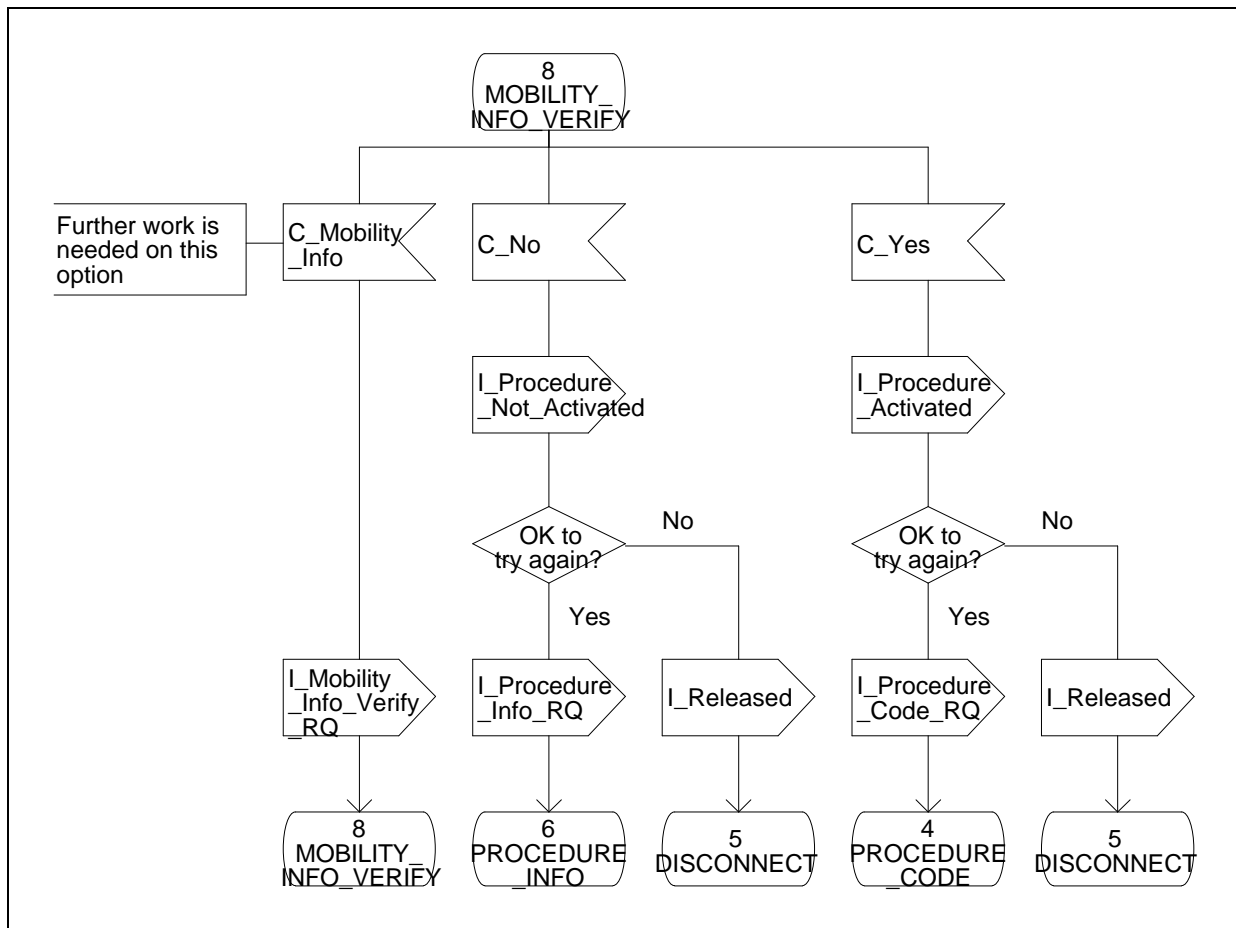 8
MOBILITY_
INFO_VERIFY
Further work is
needed on this
option
C_Mobility
_Info
C_No
C_Yes
I_Procedure
_Not_Activated
I_Procedure
_Activated
OK to
try again?
No
Yes
OK to
try again?
No
Yes
I_Mobility
_Info_Verify
_RQ
I_Procedure
_Info_RQ
I_Released
I_Procedure
_Code_RQ
I_Released
8
MOBILITY_
INFO_VERIFY
6
PROCEDURE
_INFO
5
DISCONNECT
4
PROCEDURE
_CODE
5
DISCONNECT